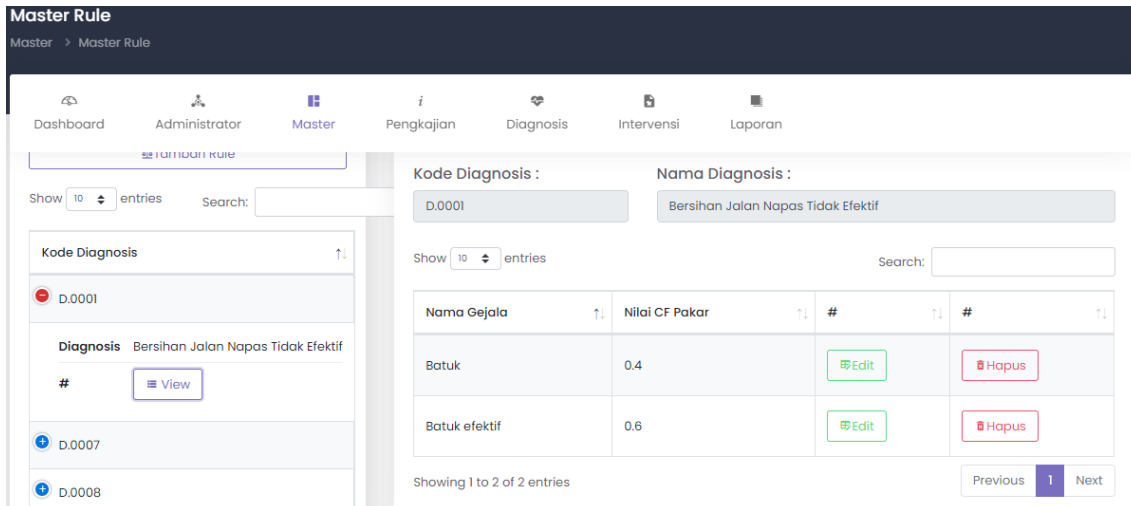 Master Rule
Master > Master Rule
Dashboard Administrator Master Pengkajian Diagnosis Intervensi Laporan
Tambah Rule
Show 10 entries Search:
Kode Diagnosis
D.0001
Diagnosis Bersihan Jalan Napas Tidak Efektif
# View
D.0007
D.0008
Kode Diagnosis : Nama Diagnosis :
D.0001 Bersihan Jalan Napas Tidak Efektif
Show 10 entries Search:
Nama Gejala Nilai CF Pakar # #
Batuk 0.4 Edit Hapus
Batuk efektif 0.6 Edit Hapus
Showing 1 to 2 of 2 entries Previous 1 Next